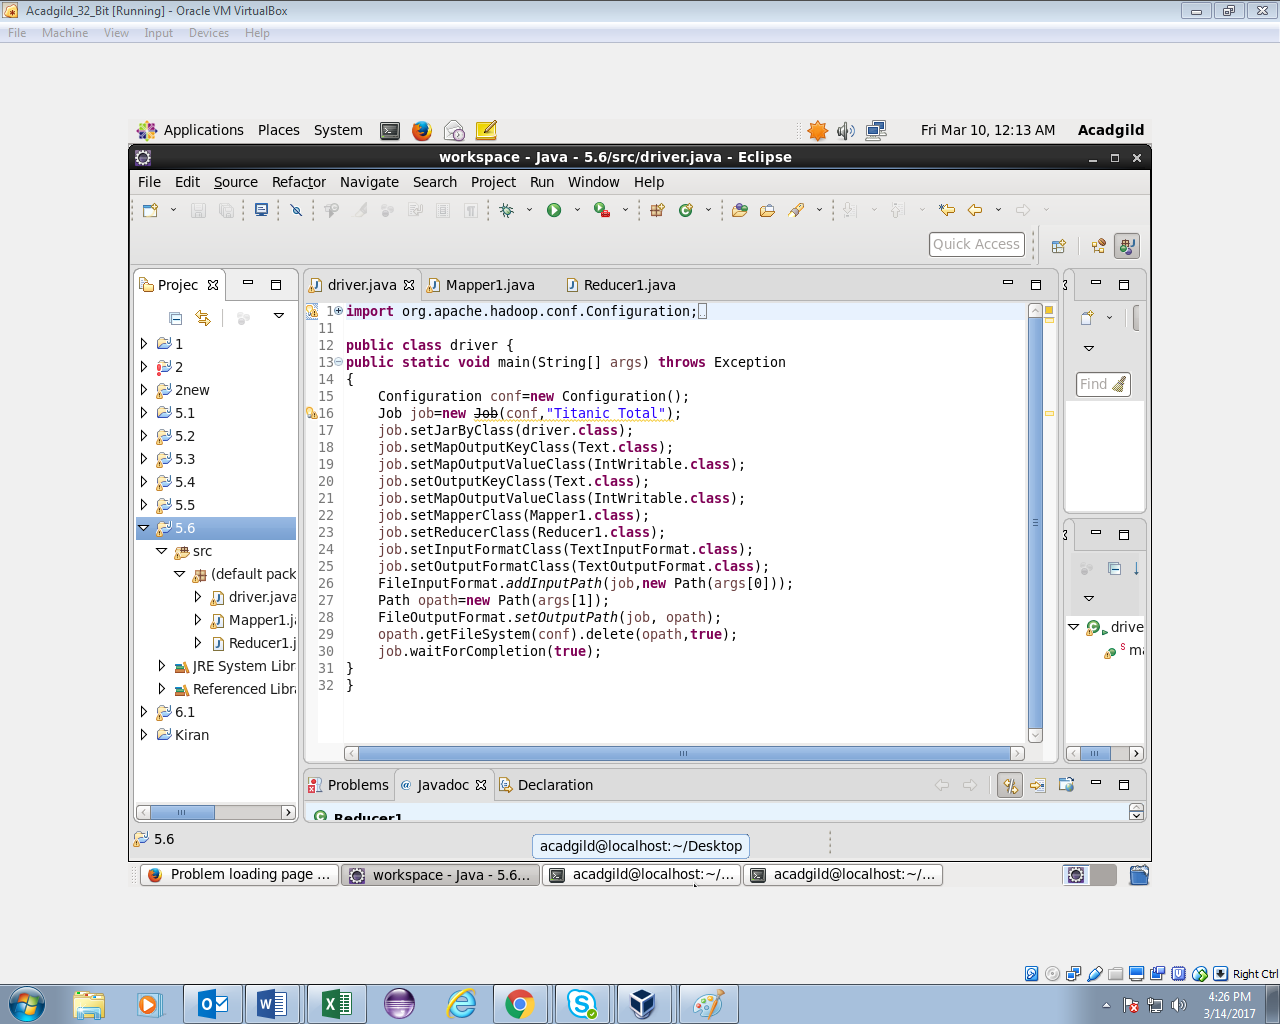 Acadgild_32_Bit [Running] - Oracle VM VirtualBox
File Machine View Input Devices Help
Applications Places System Fri Mar 10, 12:13 AM Acadgild
workspace - Java - 5.6/src/driver.java - Eclipse
File Edit Source Refactor Navigate Search Project Run Window Help
Quick Access
Projec
driver.java Mapper1.java Reducer1.java
1
2
2new
5.1
5.2
5.3
5.4
5.5
5.6
src
(default pack
driver.java
Mapper1.ja
Reducer1.j
JRE System Libr
Referenced Libra
6.1
Kiran
1 import org.apache.hadoop.conf.Configuration;
11
12 public class driver {
13 public static void main(String[] args) throws Exception
14 {
15 Configuration conf=new Configuration();
16 Job job=new Job(conf,"Titanic Total");
17 job.setJarByClass(driver.class);
18 job.setMapOutputKeyClass(Text.class);
19 job.setMapOutputValueClass(IntWritable.class);
20 job.setOutputKeyClass(Text.class);
21 job.setMapOutputValueClass(IntWritable.class);
22 job.setMapperClass(Mapper1.class);
23 job.setReducerClass(Reducer1.class);
24 job.setInputFormatClass(TextInputFormat.class);
25 job.setOutputFormatClass(TextOutputFormat.class);
26 FileInputFormat.addInputPath(job,new Path(args[0]));
27 Path opath=new Path(args[1]);
28 FileOutputFormat.setOutputPath(job, opath);
29 opath.getFileSystem(conf).delete(opath,true);
30 job.waitForCompletion(true);
31 }
32 }
Find
drive
S ma
Problems @ Javadoc Declaration
Reducer1
5.6
acadgild@localhost:~/Desktop
Problem loading page ... workspace - Java - 5.6... acadgild@localhost:~/... acadgild@localhost:~/...
Right Ctrl
4:26 PM
3/14/2017